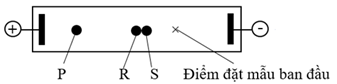 + × -
P R S Điểm đặt mẫu ban đầu